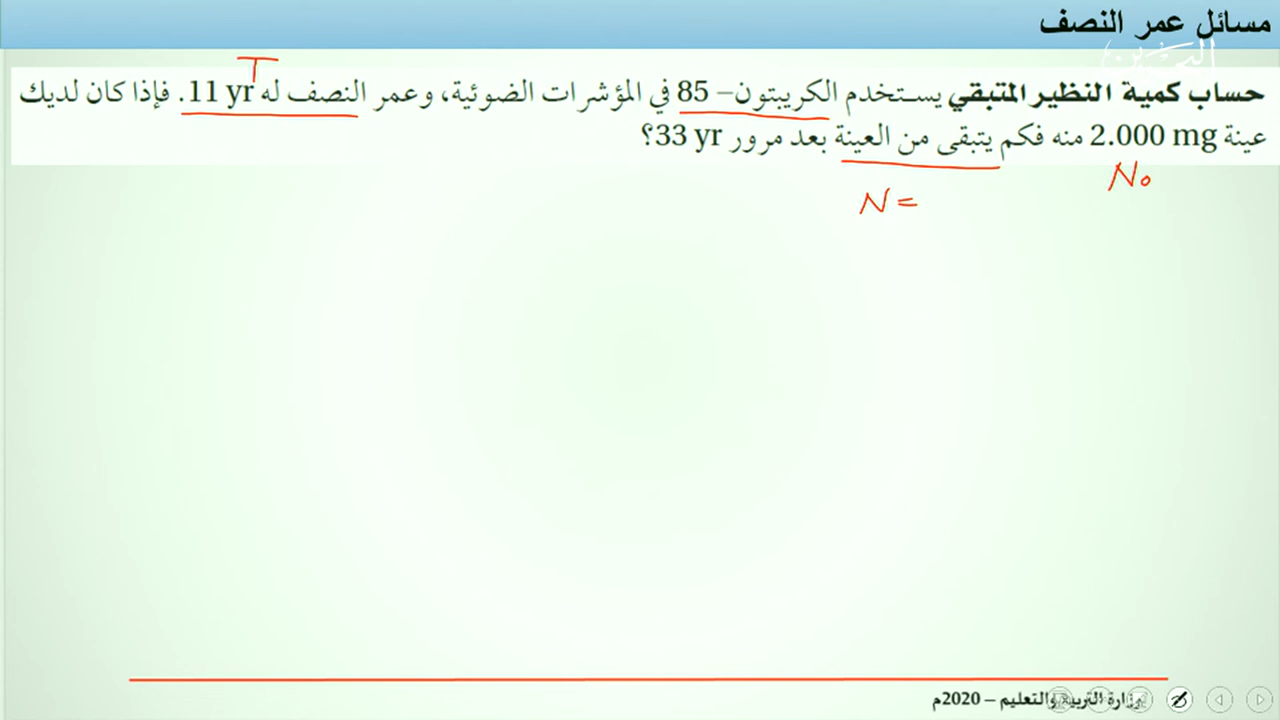 مسائل عمر النصف
البحرين
T
حساب كمية النظير المتبقي يستخدم الكريبتون– 85 في المؤشرات الضوئية، وعمر النصف له 11 yr. فإذا كان لديك
عينة 2.000 mg منه فكم يتبقى من العينة بعد مرور 33 yr؟
N₀
N =
وزارة التربية والتعليم – 2020م